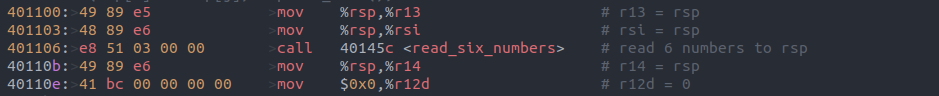 401100: 49 89 e5 mov %rsp,%r13 # r13 = rsp
401103: 48 89 e6 mov %rsp,%rsi # rsi = rsp
401106: e8 51 03 00 00 call 40145c <read_six_numbers> # read 6 numbers to rsp
40110b: 49 89 e6 mov %rsp,%r14 # r14 = rsp
40110e: 41 bc 00 00 00 00 mov $0x0,%r12d # r12d = 0